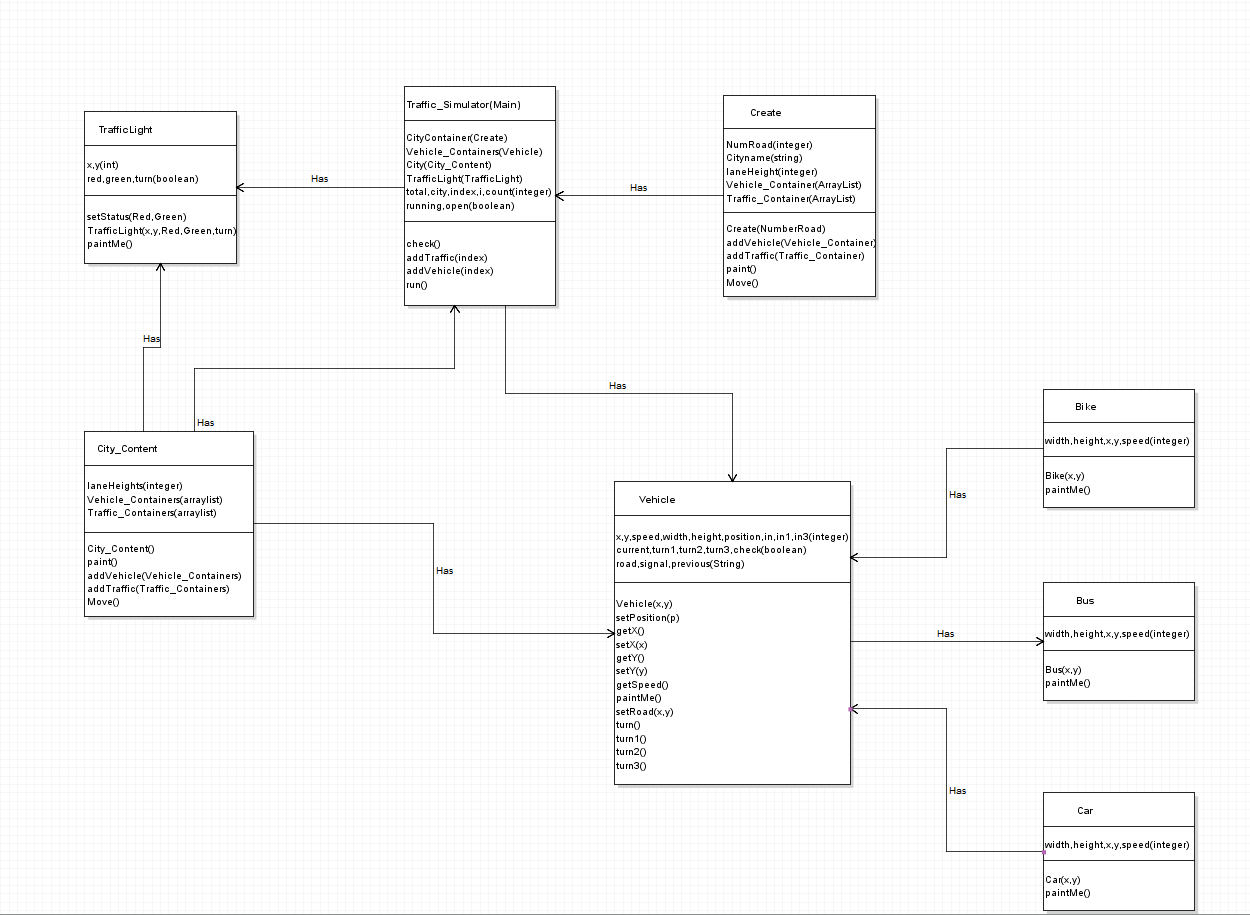 TrafficLight
x,y(int)
red,green,turn(boolean)
setStatus(Red,Green)
TrafficLight(x,y,Red,Green,turn)
paintMe()
Has
Traffic_Simulator(Main)
CityContainer(Create)
Vehicle_Containers(Vehicle)
City(City_Content)
TrafficLight(TrafficLight)
total,city,index,i,count(integer)
running,open(boolean)
check()
addTraffic(index)
addVehicle(index)
run()
Has
Create
NumRoad(integer)
Cityname(string)
laneHeight(integer)
Vehicle_Container(ArrayList)
Traffic_Container(ArrayList)
Create(NumberRoad)
addVehicle(Vehicle_Container)
addTraffic(Traffic_Container)
paint()
Move()
Has
Has
Has
City_Content
laneHeights(integer)
Vehicle_Containers(arraylist)
Traffic_Containers(arraylist)
City_Content()
paint()
addVehicle(Vehicle_Containers)
addTraffic(Traffic_Containers)
Move()
Has
Vehicle
x,y,speed,width,height,position,in,in1,in3(integer)
current,turn1,turn2,turn3,check(boolean)
road,signal,previous(String)
Vehicle(x,y)
setPosition(p)
getX()
setX(x)
getY()
setY(y)
getSpeed()
paintMe()
setRoad(x,y)
turn()
turn1()
turn2()
turn3()
Has
Bike
width,height,x,y,speed(integer)
Bike(x,y)
paintMe()
Has
Bus
width,height,x,y,speed(integer)
Bus(x,y)
paintMe()
Has
Car
width,height,x,y,speed(integer)
Car(x,y)
paintMe()